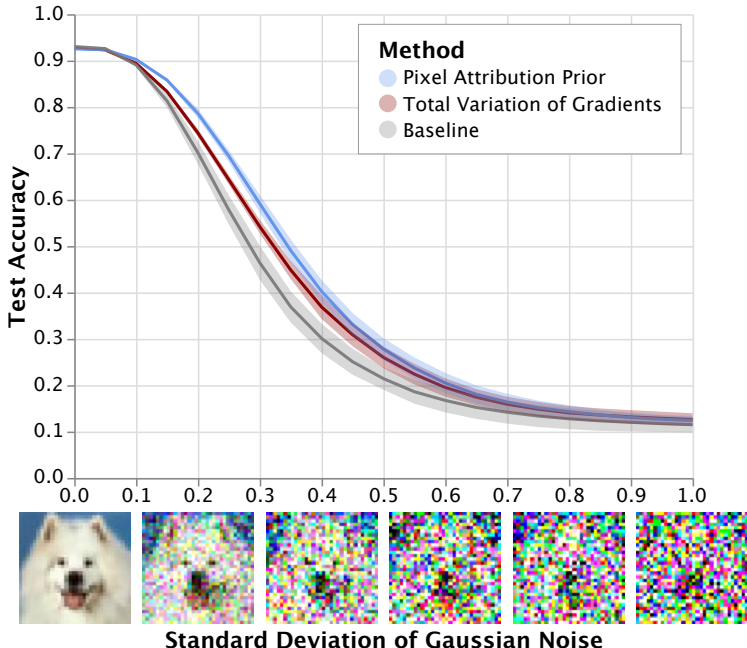 1.0
0.9
0.8
0.7
0.6
0.5
0.4
0.3
0.2
0.1
0.0
Test Accuracy
Method
Pixel Attribution Prior
Total Variation of Gradients
Baseline
0.0 0.1 0.2 0.3 0.4 0.5 0.6 0.7 0.8 0.9 1.0
Standard Deviation of Gaussian Noise